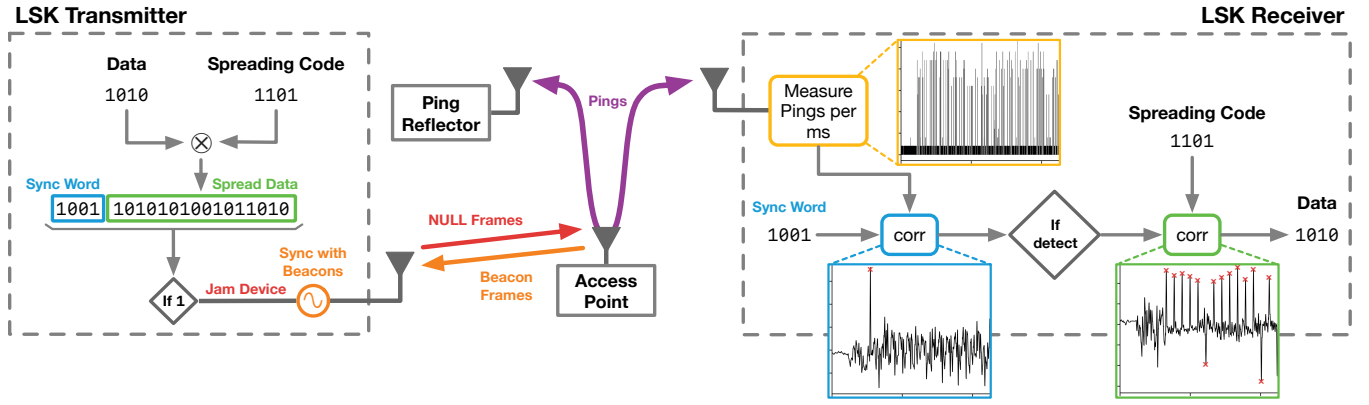 LSK Transmitter
Data
1010
Spreading Code
1101
Sync Word
Spread Data
1001
1010101001011010
If 1
Jam Device
Sync with
Beacons
NULL Frames
Beacon
Frames
Ping
Reflector
Pings
Access
Point
LSK Receiver
Measure
Pings per
ms
Sync Word
1001
corr
If
detect
Spreading Code
1101
corr
Data
1010